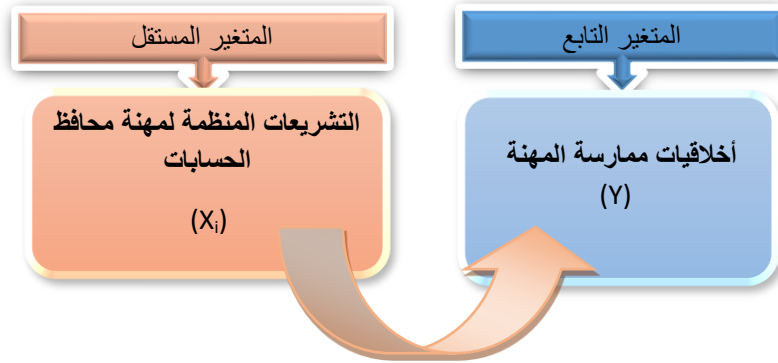 المتغير التابع
المتغير المستقل
التشريعات المنظمة لمهنة محافظ
الحسابات
(Xi)
أخلاقيات ممارسة المهنة
(Y)